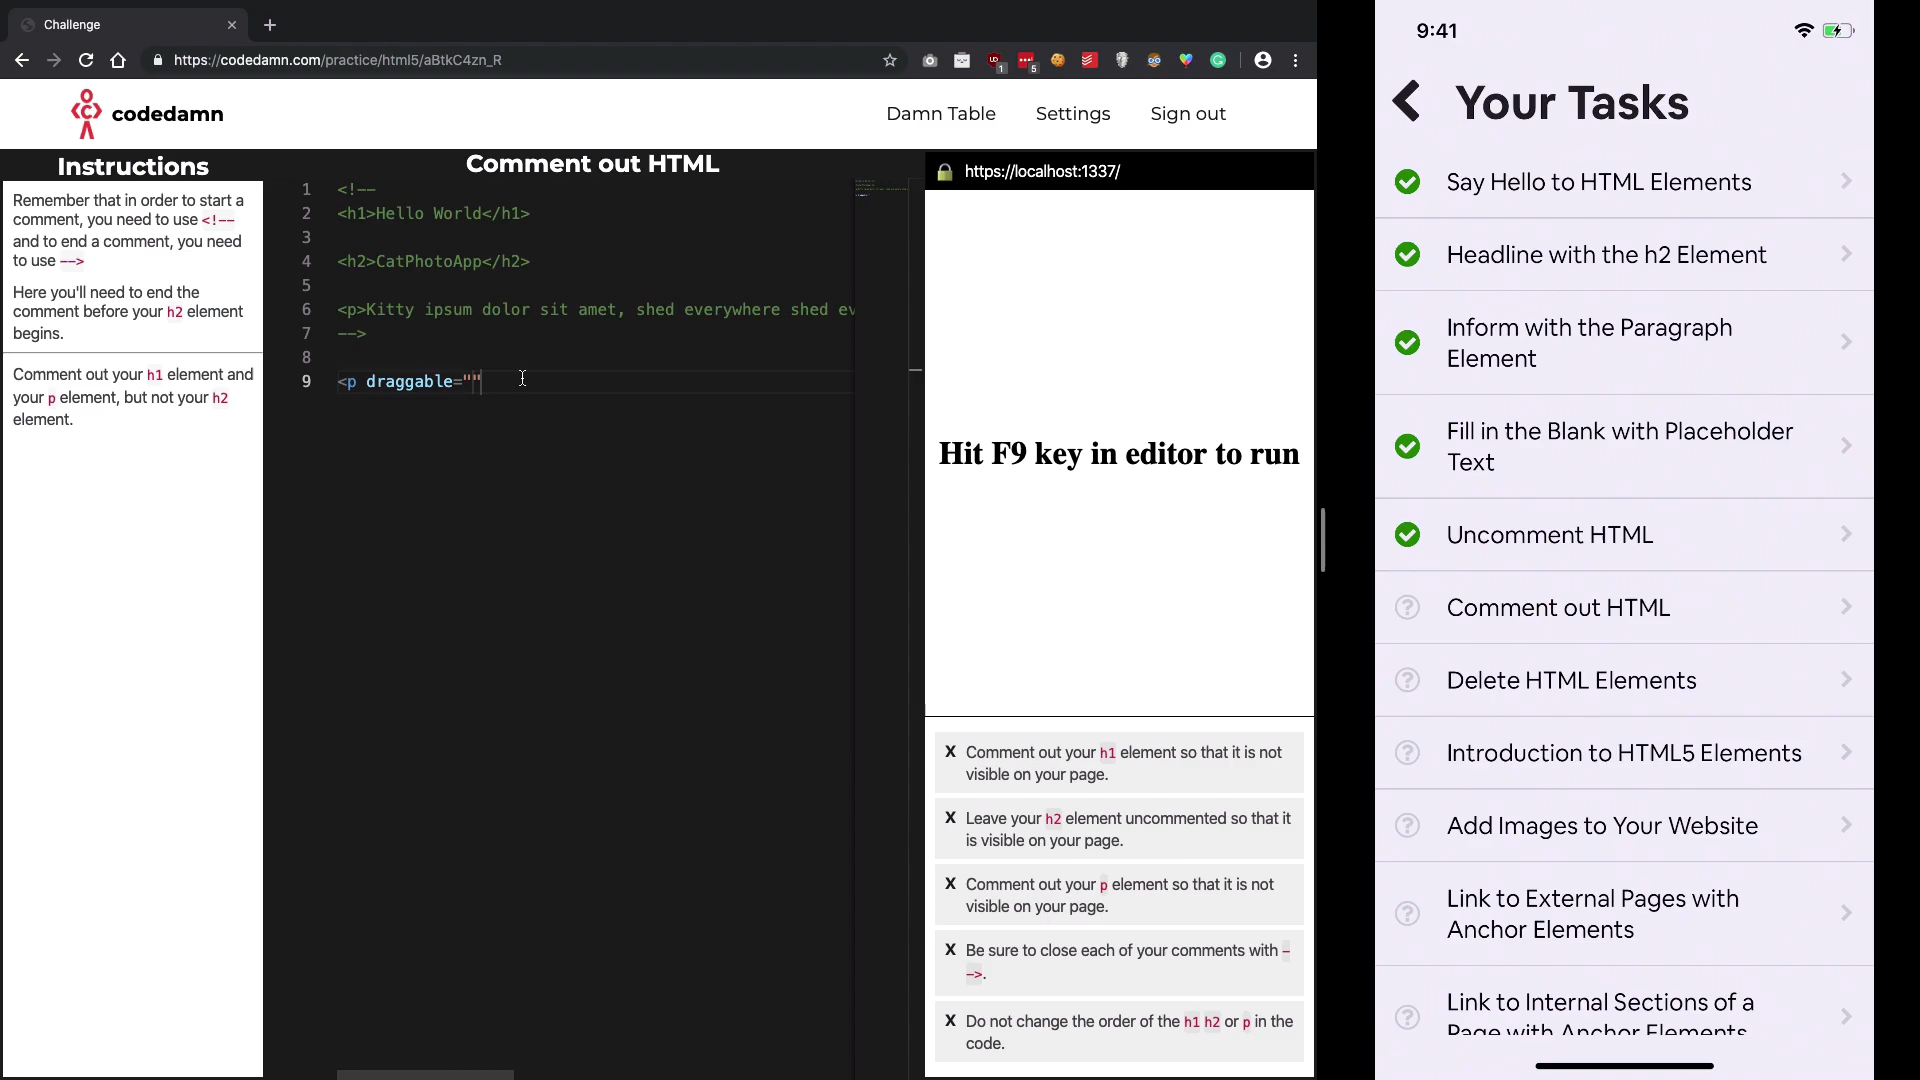 Challenge
https://codedamn.com/practice/html5/aBtkC4zn_R
1
5
codedamn
Damn Table
Settings
Sign out
Instructions
Remember that in order to start a
comment, you need to use <!--
and to end a comment, you need
to use -->
Here you'll need to end the
comment before your h2 element
begins.
Comment out your h1 element and
your p element, but not your h2
element.
Comment out HTML
1 <!--
2 <h1>Hello World</h1>
3
4 <h2>CatPhotoApp</h2>
5
6 <p>Kitty ipsum dolor sit amet, shed everywhere shed ev
7 -->
8
9 <p draggable=""
https://localhost:1337/
Hit F9 key in editor to run
X Comment out your h1 element so that it is not
visible on your page.
X Leave your h2 element uncommented so that it
is visible on your page.
X Comment out your p element so that it is not
visible on your page.
X Be sure to close each of your comments with -
->.
X Do not change the order of the h1 h2 or p in the
code.
9:41
Your Tasks
Say Hello to HTML Elements
Headline with the h2 Element
Inform with the Paragraph
Element
Fill in the Blank with Placeholder
Text
Uncomment HTML
Comment out HTML
Delete HTML Elements
Introduction to HTML5 Elements
Add Images to Your Website
Link to External Pages with
Anchor Elements
Link to Internal Sections of a
Page with Anchor Elements